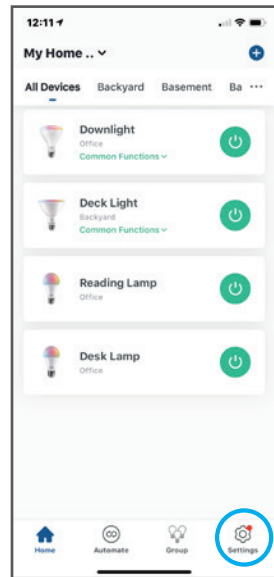 12:11
My Home ..
All Devices Backyard Basement Ba ...
Downlight
Office
Common Functions
Deck Light
Backyard
Common Functions
Reading Lamp
Office
Desk Lamp
Office
Home Automate Group Settings